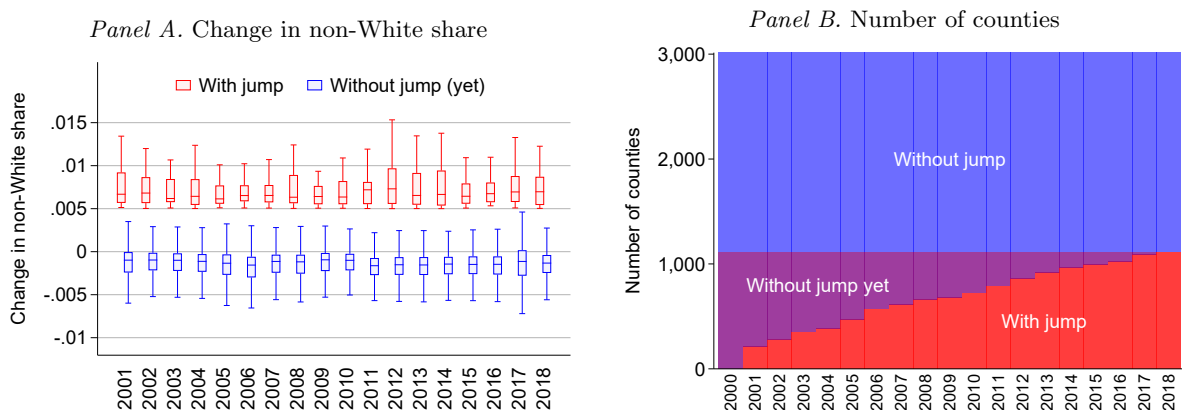 Panel A. Change in non-White share
Change in non-White share
With jump
Without jump (yet)
.015
.01
.005
0
-.005
-.01
2001 2002 2003 2004 2005 2006 2007 2008 2009 2010 2011 2012 2013 2014 2015 2016 2017 2018
Panel B. Number of counties
Number of counties
3,000
2,000
1,000
0
Without jump
Without jump yet
With jump
2000 2001 2002 2003 2004 2005 2006 2007 2008 2009 2010 2011 2012 2013 2014 2015 2016 2017 2018